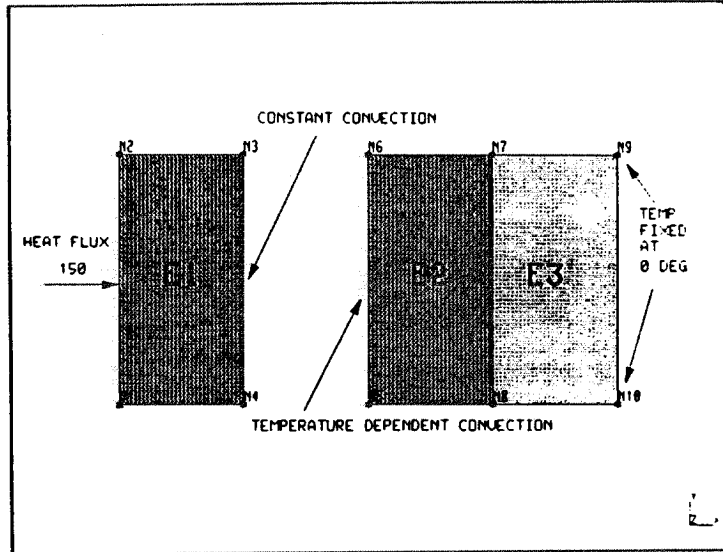 CONSTANT CONVECTION
N2
N3
N6
N7
N9
HEAT FLUX
150
E1
E3
TEMP
FIXED
AT
0 DEG
N4
N8
N10
TEMPERATURE DEPENDENT CONVECTION
Z